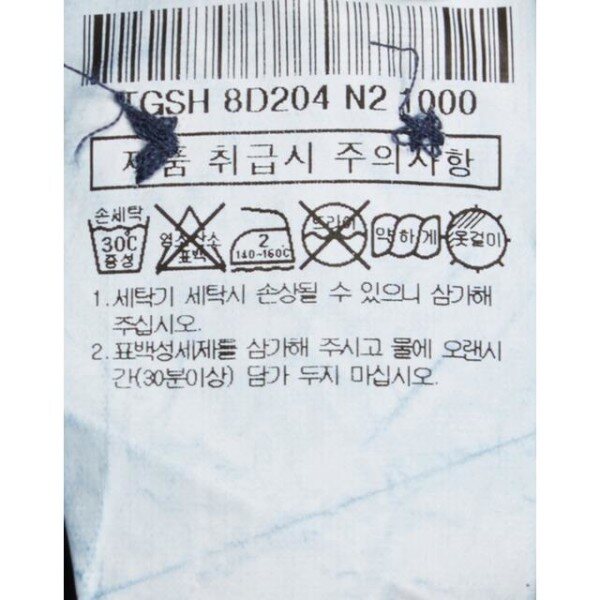 TGSH 8D204 N2 1000
제품 취급시 주의사항
손세탁
30℃
중성
염소산소
표백
2
140~160℃
드라이
약하게
옷걸이
1. 세탁기 세탁시 손상될 수 있으니 삼가해
주십시오.
2. 표백성세제를 삼가해 주시고 물에 오랜시
간(30분이상) 담가 두지 마십시오.